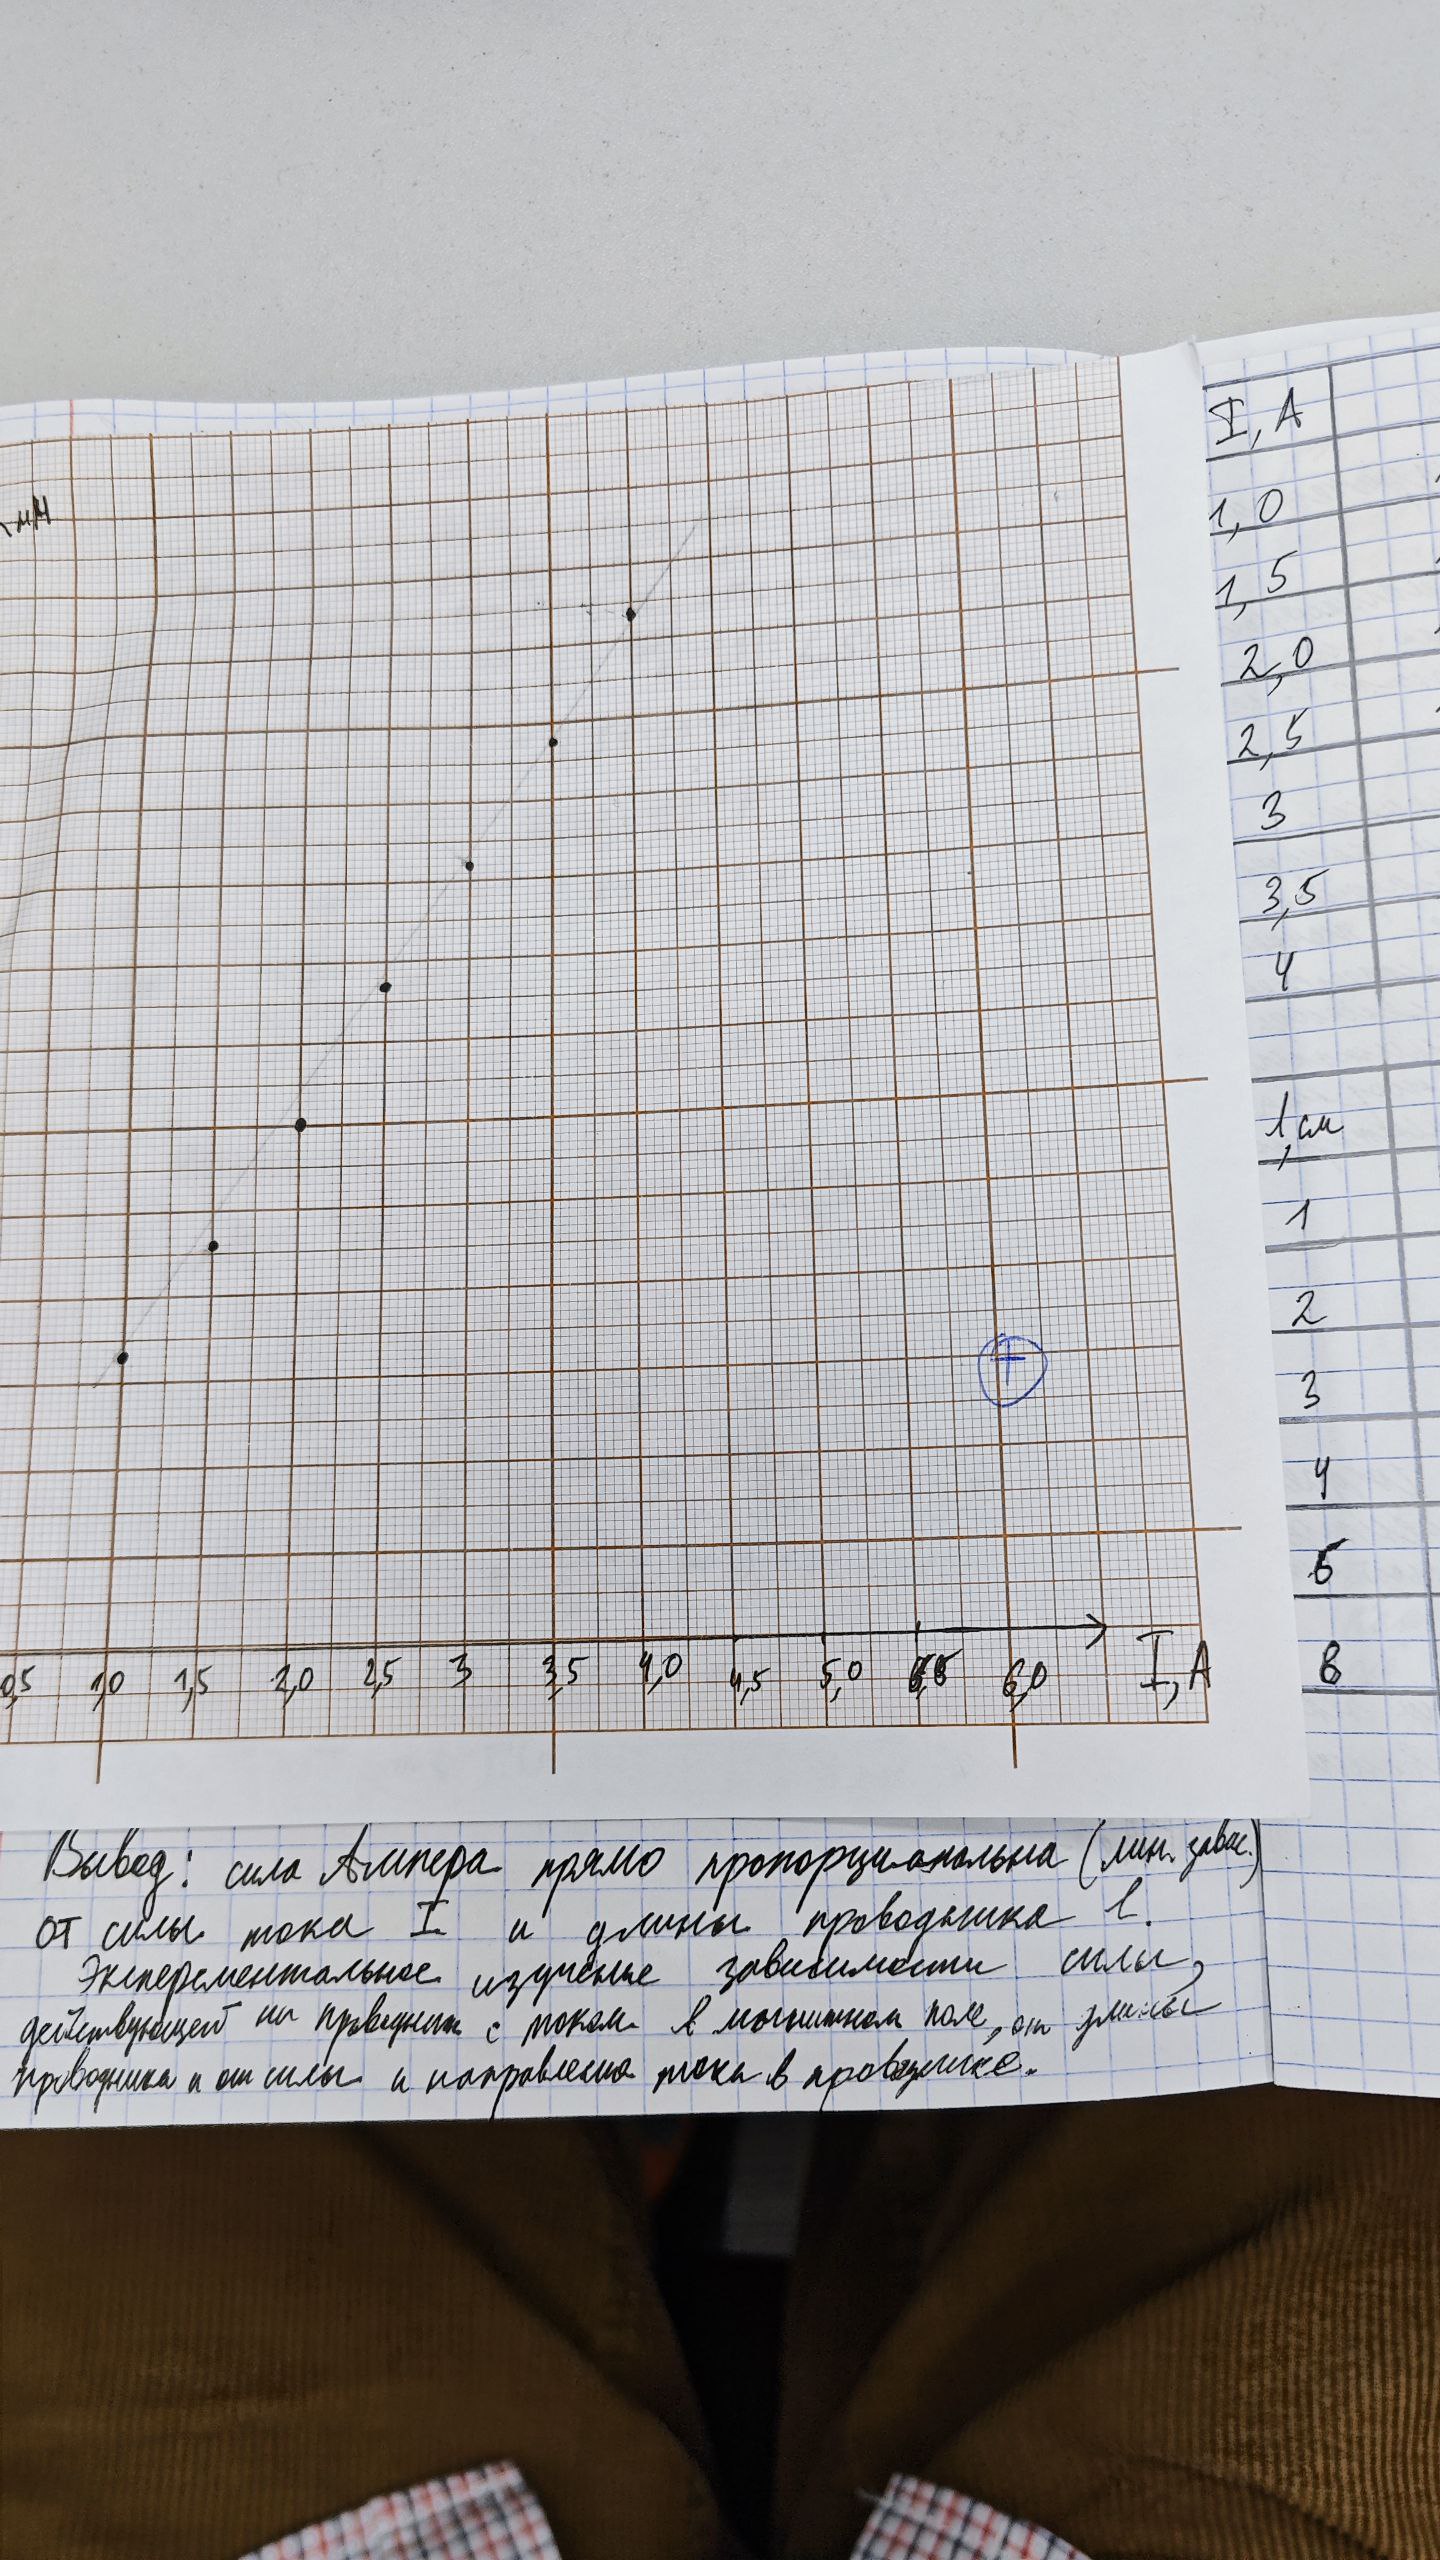 мН
0,5 1,0 1,5 2,0 2,5 3 3,5 4,0 4,5 5,0 5,5 6,0 I, A
I, A
1,0
1,5
2,0
2,5
3
3,5
4
l, см
1
2
3
4
5
6
Вывод: сила Ампера прямо пропорциональна (лин. завис.)
от силы тока I и длины проводника l.
Эксперементальное изучение зависимости силы,
действующей на проводник с током в магнитном поле, от длины
проводника и от силы и направления тока в проводнике.